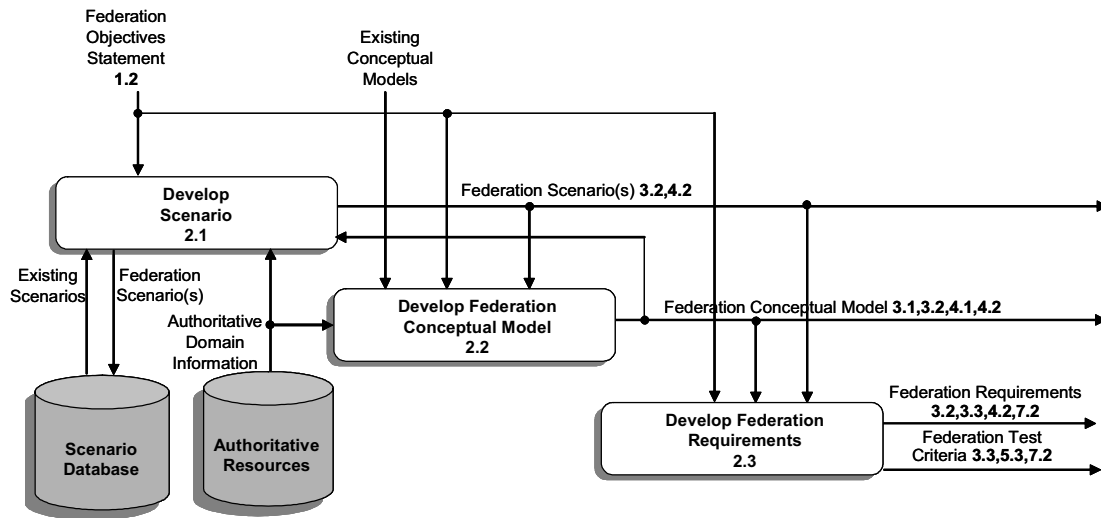 Federation
Objectives
Statement
1.2
Existing
Conceptual
Models
Develop
Scenario
2.1
Federation Scenario(s) 3.2,4.2
Existing
Scenarios
Federation
Scenario(s)
Authoritative
Domain
Information
Develop Federation
Conceptual Model
2.2
Federation Conceptual Model 3.1,3.2,4.1,4.2
Scenario
Database
Authoritative
Resources
Develop Federation
Requirements
2.3
Federation Requirements
3.2,3.3,4.2,7.2
Federation Test
Criteria 3.3,5.3,7.2